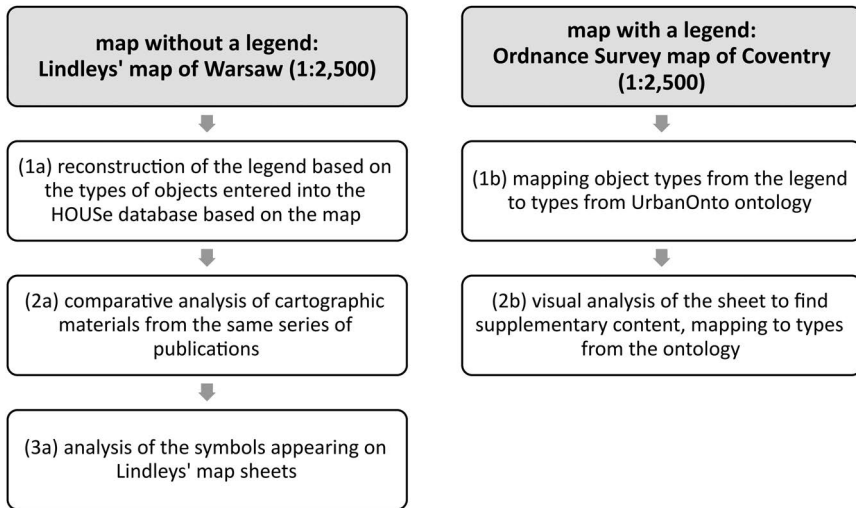 map without a legend:
Lindleys' map of Warsaw (1:2,500)
(1a) reconstruction of the legend based on
the types of objects entered into the
HOUSe database based on the map
(2a) comparative analysis of cartographic
materials from the same series of
publications
(3a) analysis of the symbols appearing on
Lindleys' map sheets
map with a legend:
Ordnance Survey map of Coventry
(1:2,500)
(1b) mapping object types from the legend
to types from UrbanOnto ontology
(2b) visual analysis of the sheet to find
supplementary content, mapping to types
from the ontology